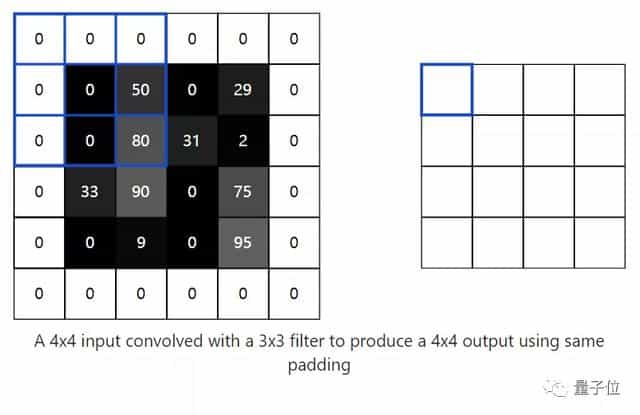 0 0 0 0 0 0
0 0 50 0 29 0
0 0 80 31 2 0
0 33 90 0 75 0
0 0 9 0 95 0
0 0 0 0 0 0
A 4x4 input convolved with a 3x3 filter to produce a 4x4 output using same
padding
量子位